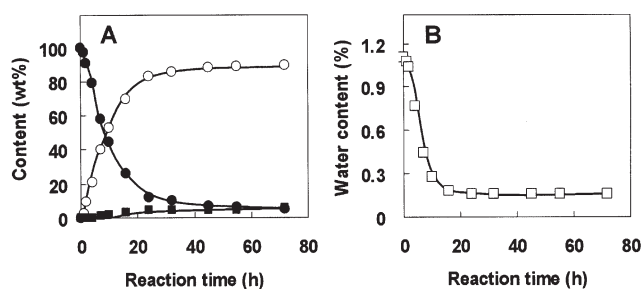 A
Content (wt%)
100
80
60
40
20
0
0 20 40 60 80
Reaction time (h)
B
Water content (%)
1.2
0.9
0.6
0.3
0
0 20 40 60 80
Reaction time (h)